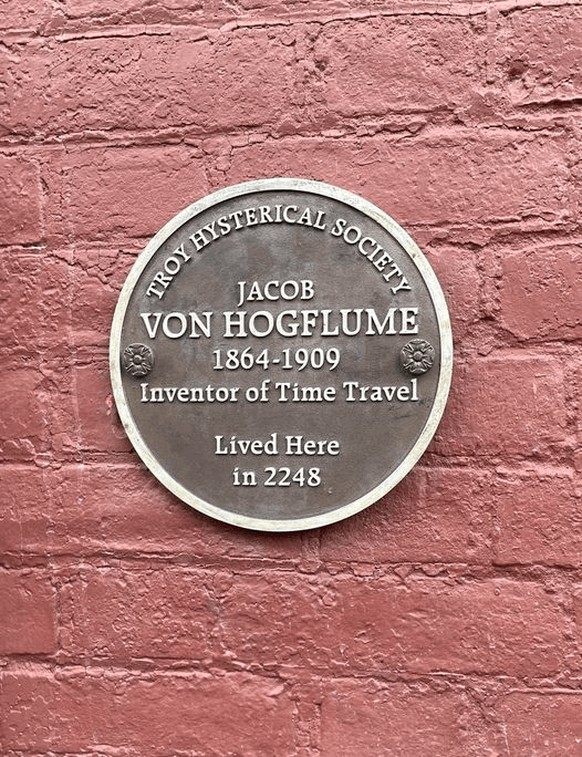 TROY HYSTERICAL SOCIETY
JACOB
VON HOGFLUME
1864-1909
Inventor of Time Travel
Lived Here
in 2248